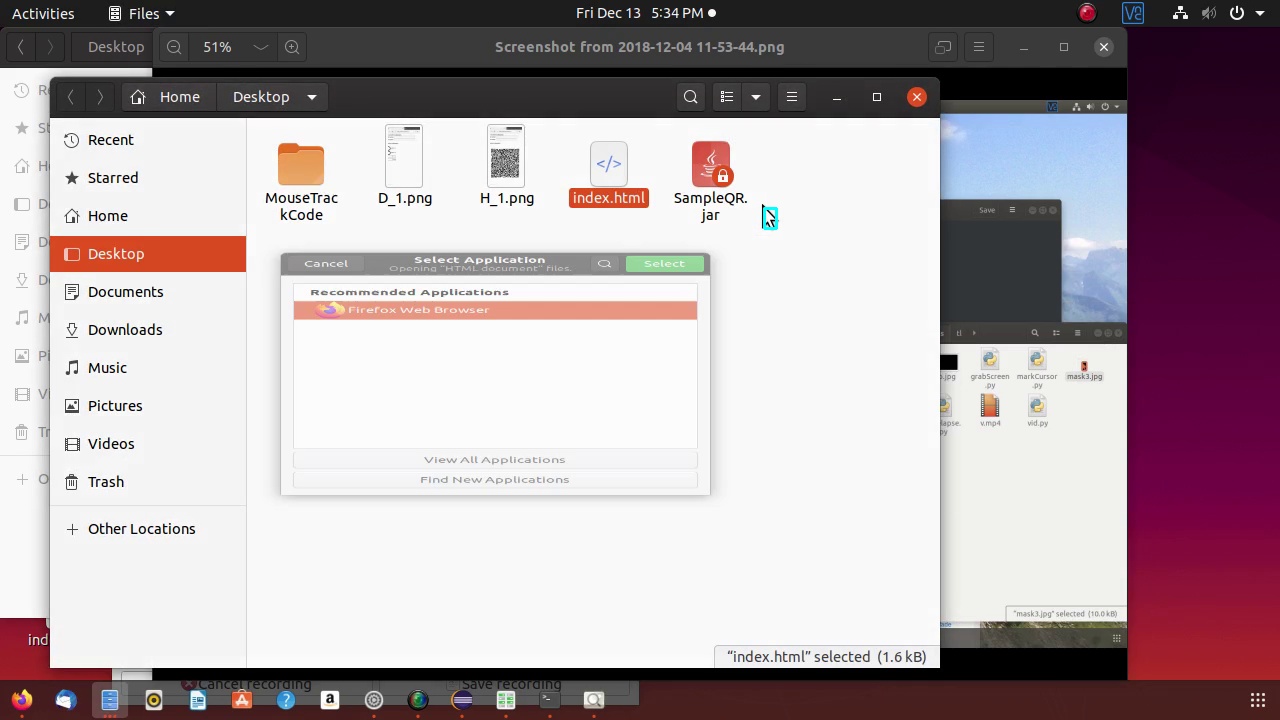 Activities
Files
Fri Dec 13 5:34 PM
Desktop
51%
Screenshot from 2018-12-04 11-53-44.png
Home
Desktop
Recent
Starred
Home
Desktop
Documents
Downloads
Music
Pictures
Videos
Trash
Other Locations
MouseTrac
kCode
D_1.png
H_1.png
index.html
SampleQR.
jar
Cancel
Select Application
Opening "HTML document" files.
Select
Recommended Applications
Firefox Web Browser
View All Applications
Find New Applications
"index.html" selected (1.6 kB)
Save
grabScreen
.py
markCursor
.py
mask3.jpg
v.mp4
vid.py
"mask3.jpg" selected (10.0 kB)
Cancel recording
Save recording